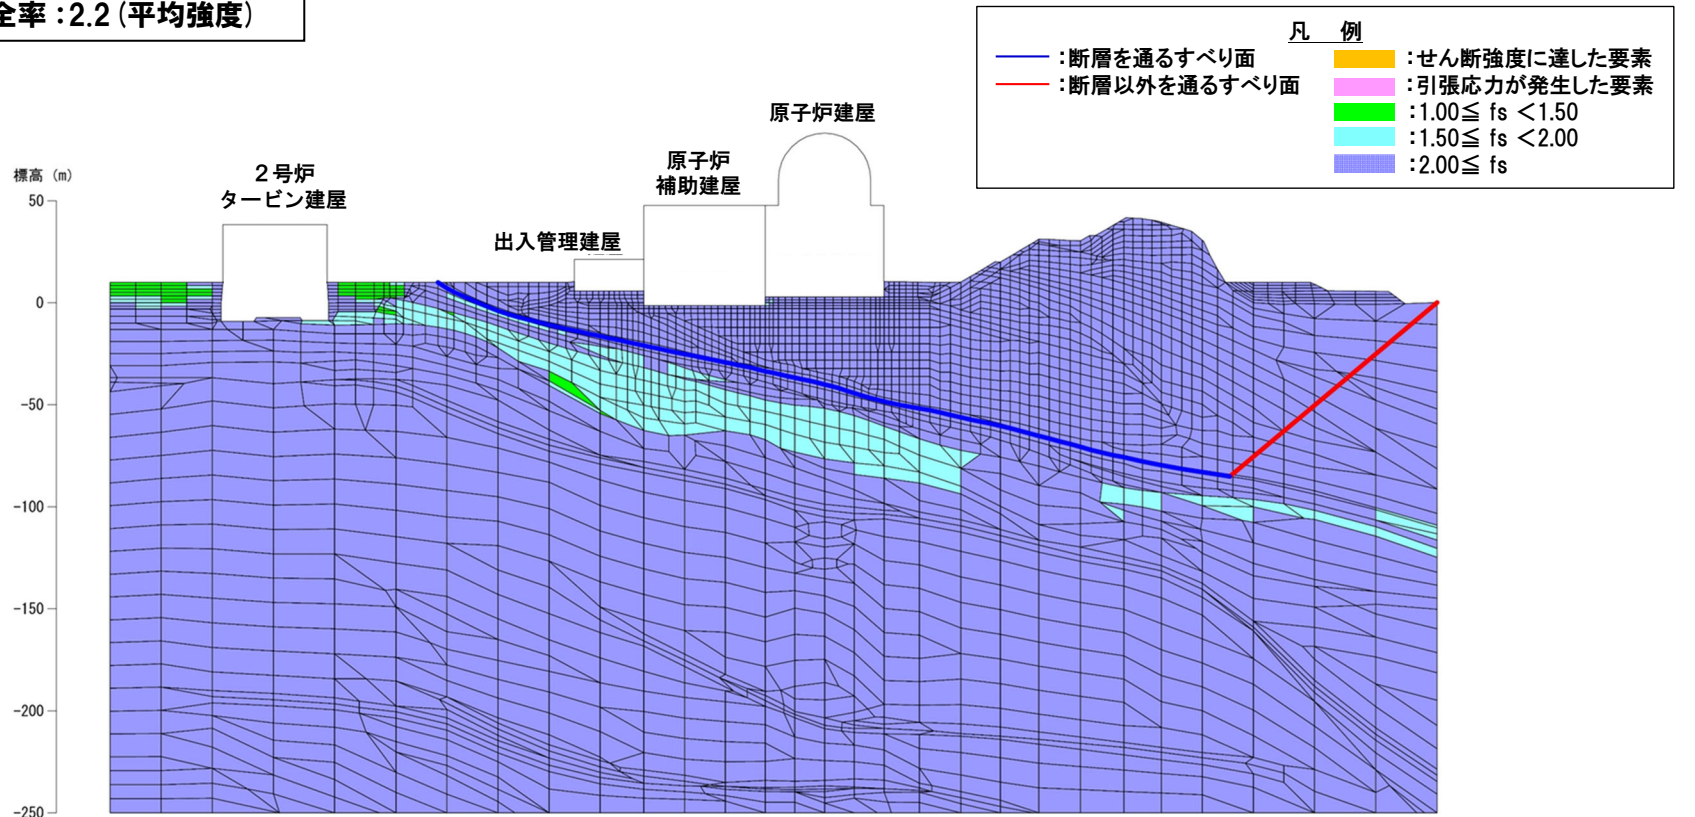 全率：2.2（平均強度）
凡　例
：断層を通るすべり面
：断層以外を通るすべり面
：せん断強度に達した要素
：引張応力が発生した要素
：1.00≦ fs ＜1.50
：1.50≦ fs ＜2.00
：2.00≦ fs
原子炉建屋
原子炉
補助建屋
２号炉
タービン建屋
出入管理建屋
標高（m）
50
0
-50
-100
-150
-200
-250